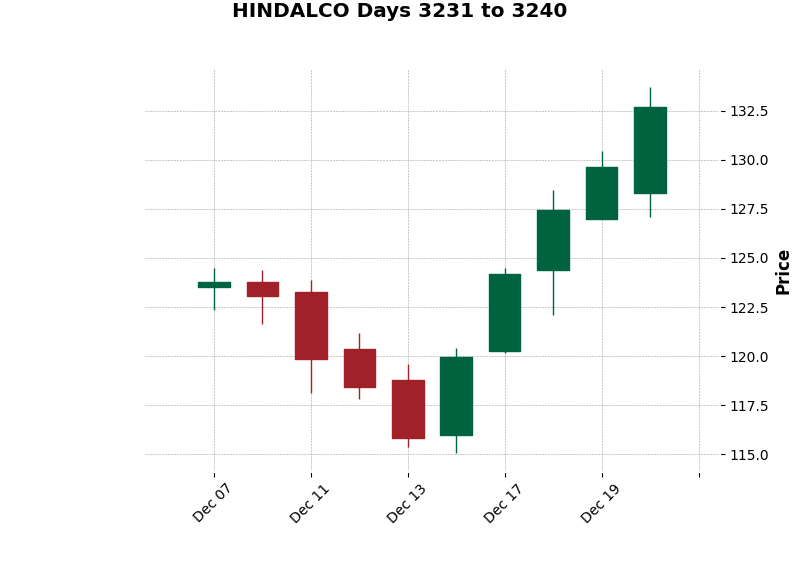 HINDALCO Days 3231 to 3240
132.5
130.0
127.5
125.0
122.5
120.0
117.5
115.0
Price
Dec 07
Dec 11
Dec 13
Dec 17
Dec 19